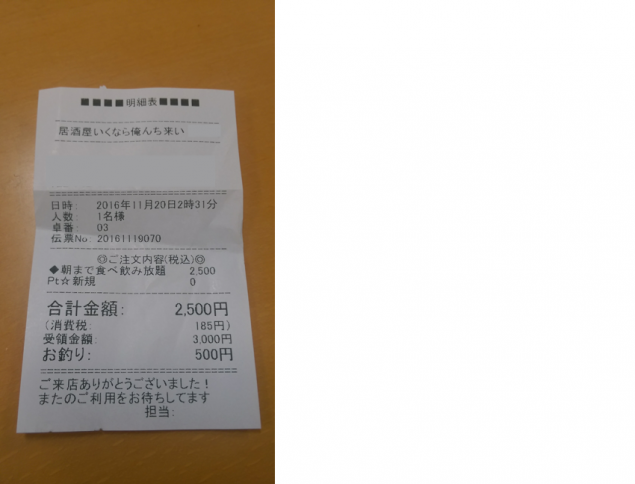 ■■■■明細表■■■■
居酒屋いくなら俺んち来い
日時: 2016年11月20日2時31分
人数: 1名様
卓番: 03
伝票No: 20161119070
◎ご注文内容(税込)◎
◆朝まで食べ飲み放題 2,500
Pt☆新規 0
合計金額: 2,500円
(消費税: 185円)
受領金額: 3,000円
お釣り: 500円
ご来店ありがとうございました!
またのご利用をお待ちしてます
担当: